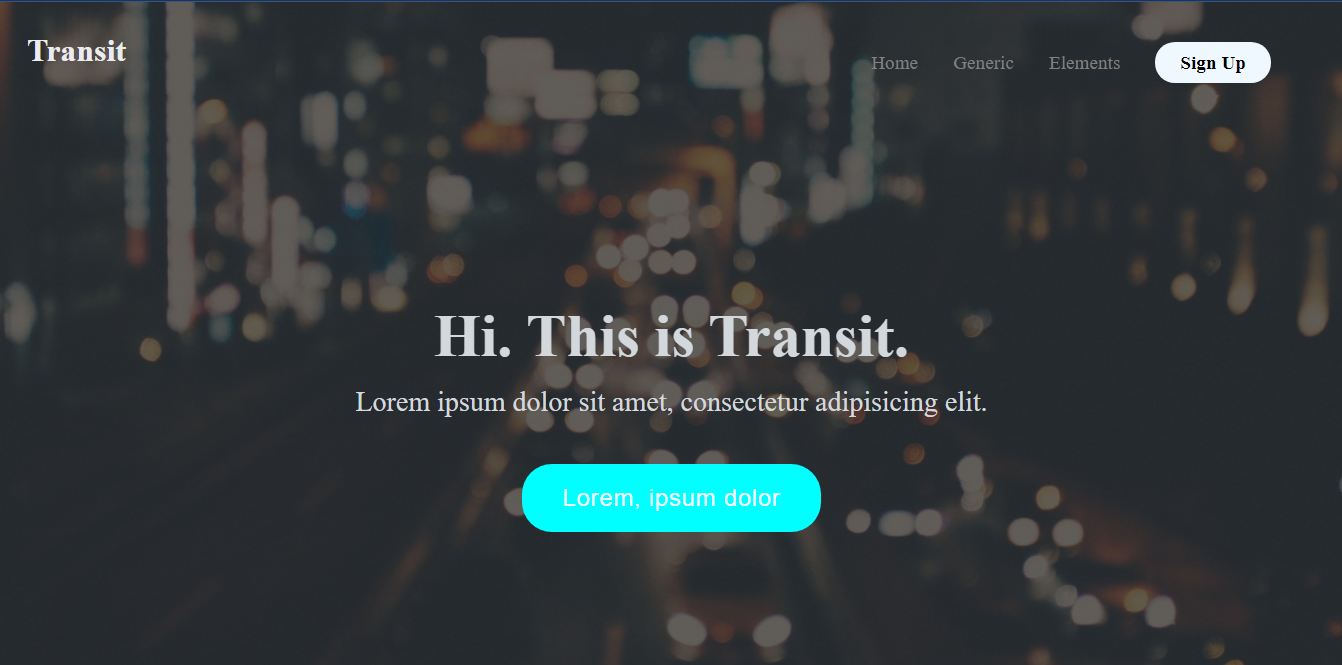 Transit
Home Generic Elements Sign Up
Hi. This is Transit.
Lorem ipsum dolor sit amet, consectetur adipisicing elit.
Lorem, ipsum dolor